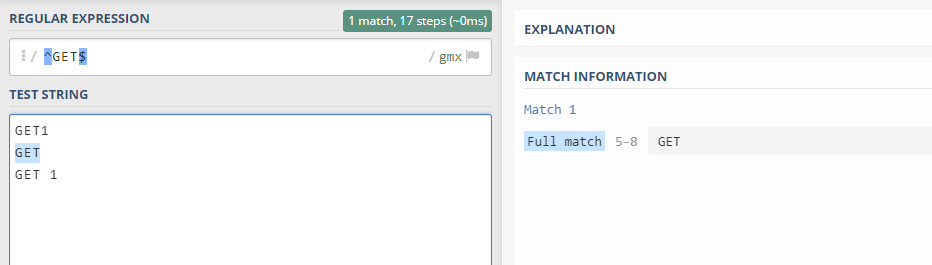 REGULAR EXPRESSION
1 match, 17 steps (~0ms)
/ ^GET$ / gmx
TEST STRING
GET1
GET
GET 1
EXPLANATION
MATCH INFORMATION
Match 1
Full match 5-8 GET